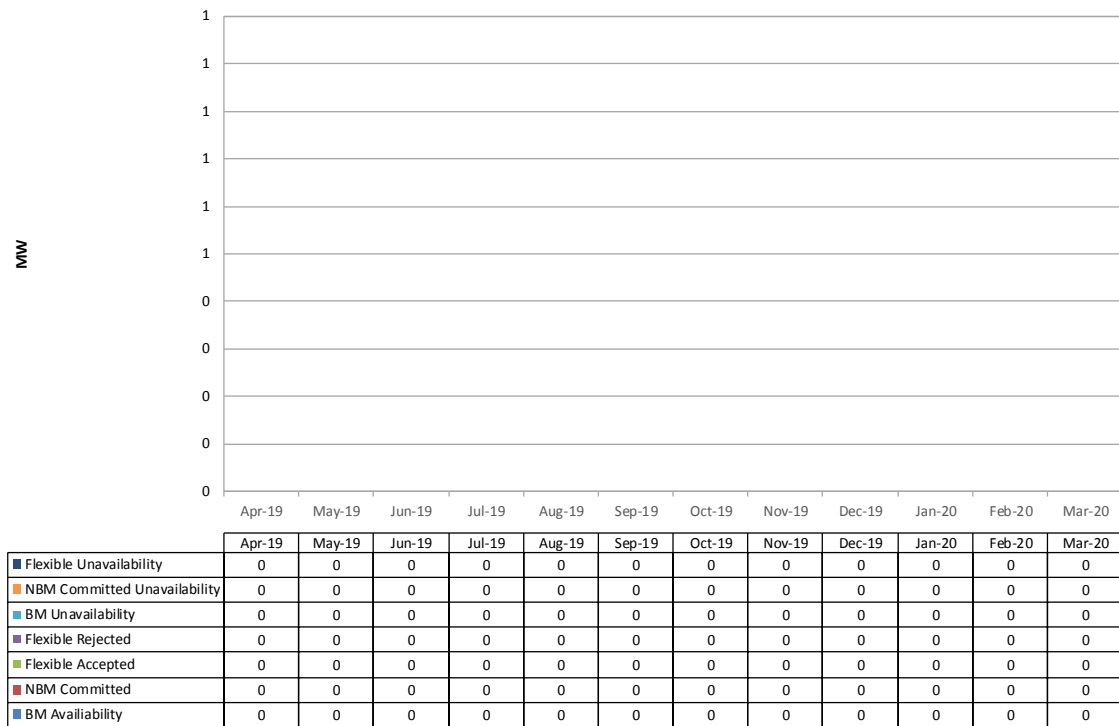 1
1
1
1
1
1
0
0
0
0
0
MW
Apr-19 May-19 Jun-19 Jul-19 Aug-19 Sep-19 Oct-19 Nov-19 Dec-19 Jan-20 Feb-20 Mar-20
Apr-19 May-19 Jun-19 Jul-19 Aug-19 Sep-19 Oct-19 Nov-19 Dec-19 Jan-20 Feb-20 Mar-20
Flexible Unavailability 0 0 0 0 0 0 0 0 0 0 0 0
NBM Committed Unavailability 0 0 0 0 0 0 0 0 0 0 0 0
BM Unavailability 0 0 0 0 0 0 0 0 0 0 0 0
Flexible Rejected 0 0 0 0 0 0 0 0 0 0 0 0
Flexible Accepted 0 0 0 0 0 0 0 0 0 0 0 0
NBM Committed 0 0 0 0 0 0 0 0 0 0 0 0
BM Availiability 0 0 0 0 0 0 0 0 0 0 0 0